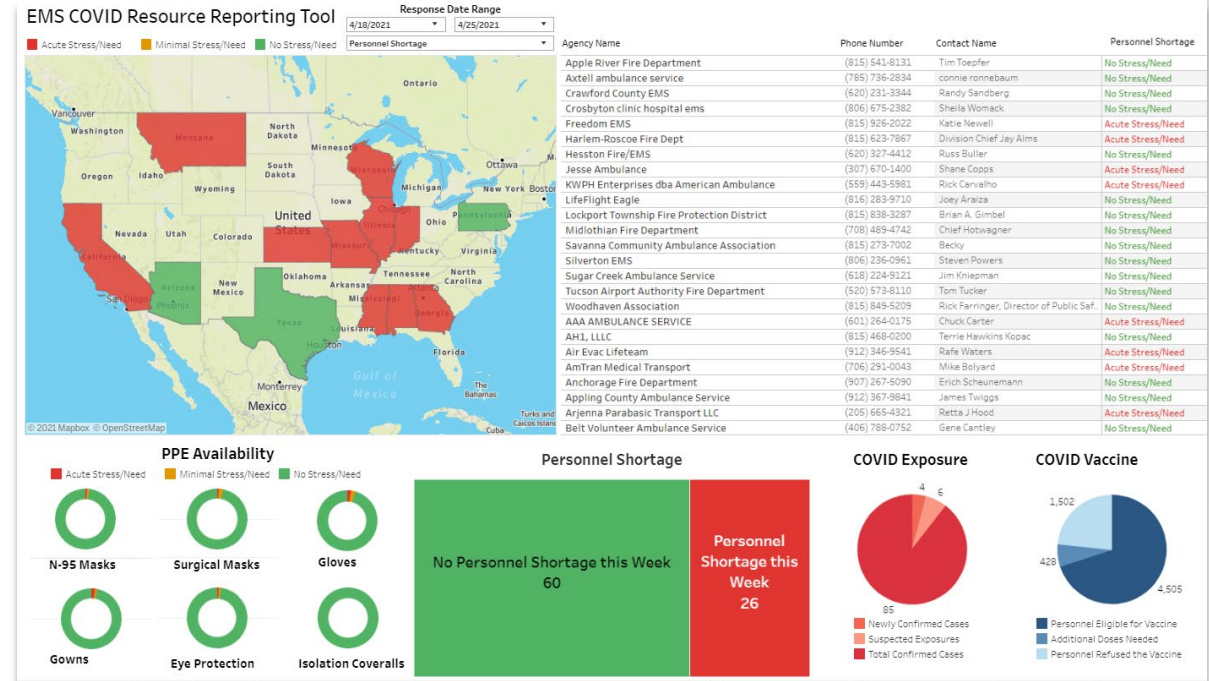 EMS COVID Resource Reporting Tool
Response Date Range
4/18/2021
4/25/2021
Acute Stress/Need
Minimal Stress/Need
No Stress/Need
Personnel Shortage
Agency Name Phone Number Contact Name Personnel Shortage
Apple River Fire Department (815) 541-8131 Tim Toepfer No Stress/Need
Axtell ambulance service (785) 736-2834 connie ronnebaum No Stress/Need
Crawford County EMS (620) 231-3344 Randy Sandberg No Stress/Need
Crosbyton clinic hospital ems (806) 675-2382 Sheila Womack No Stress/Need
Freedom EMS (815) 926-2022 Katie Newell Acute Stress/Need
Harlem-Roscoe Fire Dept (815) 623-7867 Division Chief Jay Alms Acute Stress/Need
Hesston Fire/EMS (620) 327-4412 Russ Buller No Stress/Need
Jesse Ambulance (307) 670-1400 Shane Copps Acute Stress/Need
KWPH Enterprises dba American Ambulance (559) 443-5981 Rick Carvalho Acute Stress/Need
LifeFlight Eagle (816) 283-9710 Joey Araiza No Stress/Need
Lockport Township Fire Protection District (815) 838-3287 Brian A. Gimbel No Stress/Need
Midlothian Fire Department (708) 489-4742 Chief Hotwagner No Stress/Need
Savanna Community Ambulance Association (815) 273-7002 Becky No Stress/Need
Silverton EMS (806) 236-0961 Steven Powers No Stress/Need
Sugar Creek Ambulance Service (618) 224-9121 Jim Kniepman No Stress/Need
Tucson Airport Authority Fire Department (520) 573-8110 Tom Tucker No Stress/Need
Woodhaven Association (815) 849-5209 Rick Farringer, Director of Public Saf.. No Stress/Need
AAA AMBULANCE SERVICE (601) 264-0175 Chuck Carter Acute Stress/Need
AH1, LLLC (815) 468-0200 Terrie Hawkins Kopac No Stress/Need
Air Evac Lifeteam (912) 346-9541 Rafe Waters Acute Stress/Need
AmTran Medical Transport (706) 291-0043 Mike Bolyard Acute Stress/Need
Anchorage Fire Department (907) 267-5090 Erich Scheunemann No Stress/Need
Appling County Ambulance Service (912) 367-9841 James Twiggs No Stress/Need
Arjenna Parabasic Transport LLC (205) 665-4321 Retta J Hood Acute Stress/Need
Belt Volunteer Ambulance Service (406) 788-0752 Gene Cantley No Stress/Need
Ontario
Vancouver
Washington
Montana
North
Dakota
Minnesot
Ottawa
Oregon
Idaho
South
Dakota
Wisconsin
Wyoming
Michigan
New York
Boston
Iowa
Chicago
United
States
Ohio
Pennsylvania
Nevada
Utah
Colorado
Illinois
Missouri
Kentucky
Virginia
California
Oklahoma
Tennessee
North
Carolina
Arizona
New
Mexico
Arkansas
Atlanta
San Diego
Phoenix
Mississippi
Georgia
Texas
Louisiana
Houston
Florida
Gulf of
Mexico
Monterrey
The
Bahamas
Mexico
Turks and
Caicos Island
Cuba
© 2021 Mapbox © OpenStreetMap
PPE Availability
Acute Stress/Need
Minimal Stress/Need
No Stress/Need
N-95 Masks
Surgical Masks
Gloves
Gowns
Eye Protection
Isolation Coveralls
Personnel Shortage
No Personnel Shortage this Week
60
Personnel
Shortage this
Week
26
COVID Exposure
4
6
85
Newly Confirmed Cases
Suspected Exposures
Total Confirmed Cases
COVID Vaccine
1,502
428
4,505
Personnel Eligible for Vaccine
Additional Doses Needed
Personnel Refused the Vaccine